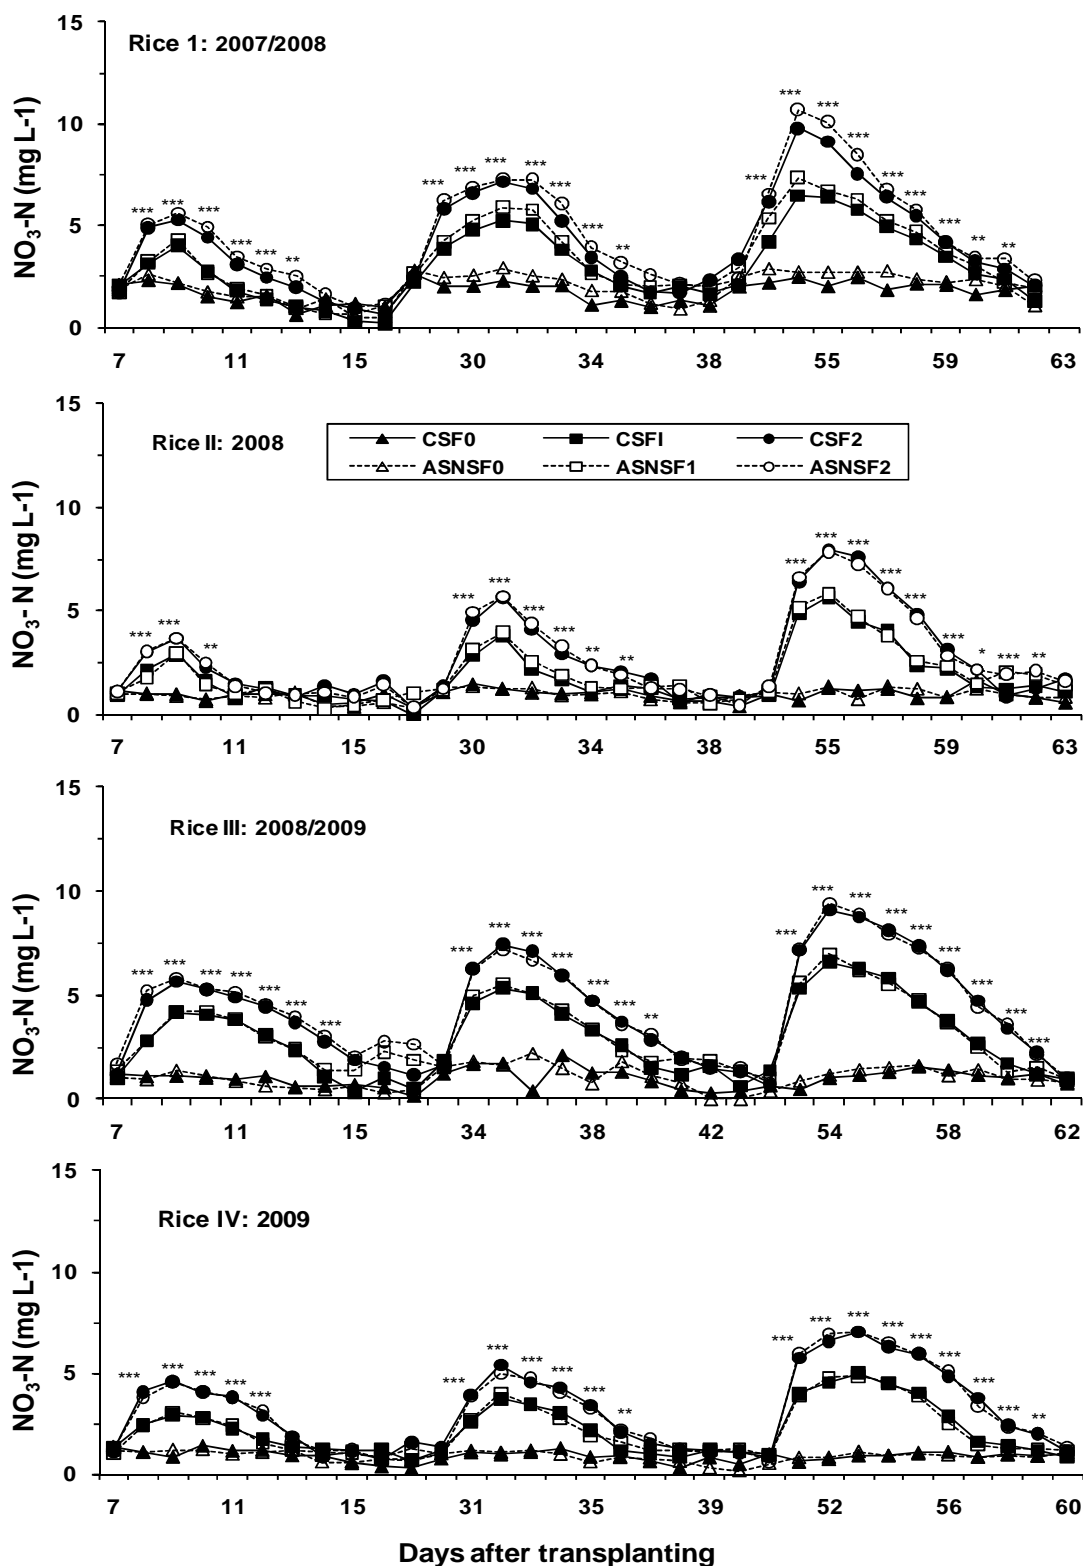 15
Rice 1: 2007/2008
10
5
0
NO3-N (mg L-1)
*** *** *** *** *** ** *** *** *** *** *** *** ** *** *** *** *** *** *** *** ** **
7 11 15 30 34 38 55 59 63
15
Rice II: 2008
CSF0 CSFI CSF2
ASNSF0 ASNSF1 ASNSF2
10
5
0
NO3- N (mg L-1)
*** *** ** *** *** *** *** ** ** *** *** *** *** *** *** * *** **
7 11 15 30 34 38 55 59 63
15
Rice III: 2008/2009
10
5
0
NO3-N (mg L-1)
*** *** *** *** *** *** *** *** *** *** *** *** *** ** *** *** *** *** *** *** *** *** ***
7 11 15 34 38 42 54 58 62
15
Rice IV: 2009
10
5
0
NO3-N (mg L-1)
*** *** *** *** *** *** *** *** *** *** ** *** *** *** *** *** *** *** *** **
7 11 15 31 35 39 52 56 60
Days after transplanting